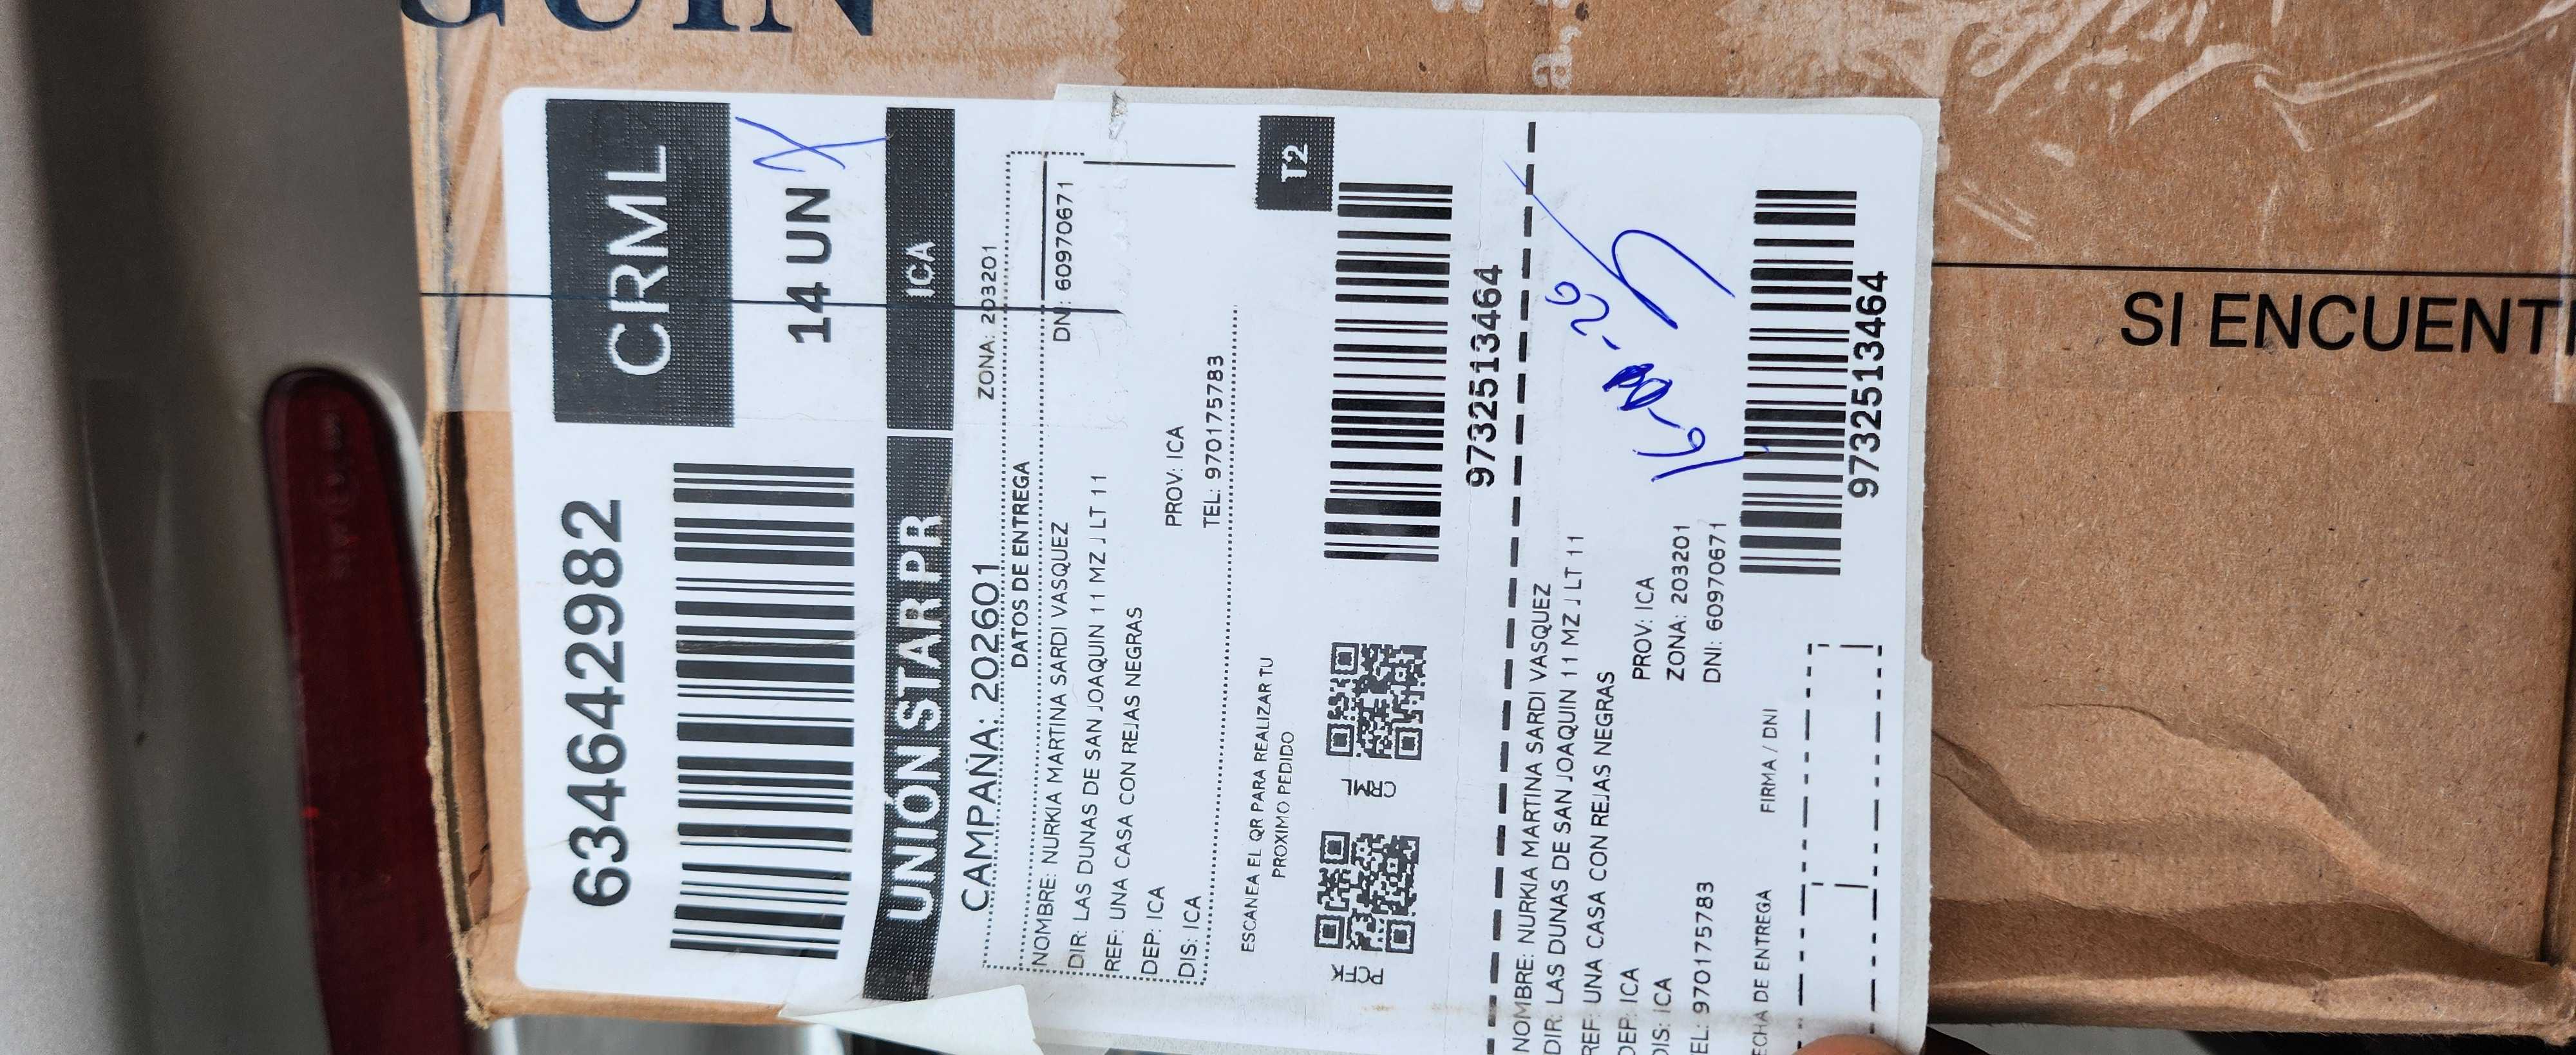 GUIN
CRML
6346642982
14 UN X
UNIÓN STAR PR
ICA
CAMPAÑA: 202601
ZONA: 203201
DATOS DE ENTREGA
NOMBRE: NURKIA MARTINA SARDI VASQUEZ
DNI: 60970671
DIR: LAS DUNAS DE SAN JOAQUIN 11 MZ J LT 11
REF: UNA CASA CON REJAS NEGRAS
DEP: ICA
PROV: ICA
DIS: ICA
TEL: 970175783
ESCANEA EL QR PARA REALIZAR TU
PROXIMO PEDIDO
T2
CRML
9732513464
NOMBRE: NURKIA MARTINA SARDI VASQUEZ
DIR: LAS DUNAS DE SAN JOAQUIN 11 MZ J LT 11
REF: UNA CASA CON REJAS NEGRAS
DEP: ICA
PROV: ICA
DIS: ICA
ZONA: 203201
TEL: 970175783
DNI: 60970671
FECHA DE ENTREGA
FIRMA / DNI
9732513464
SI ENCUENT